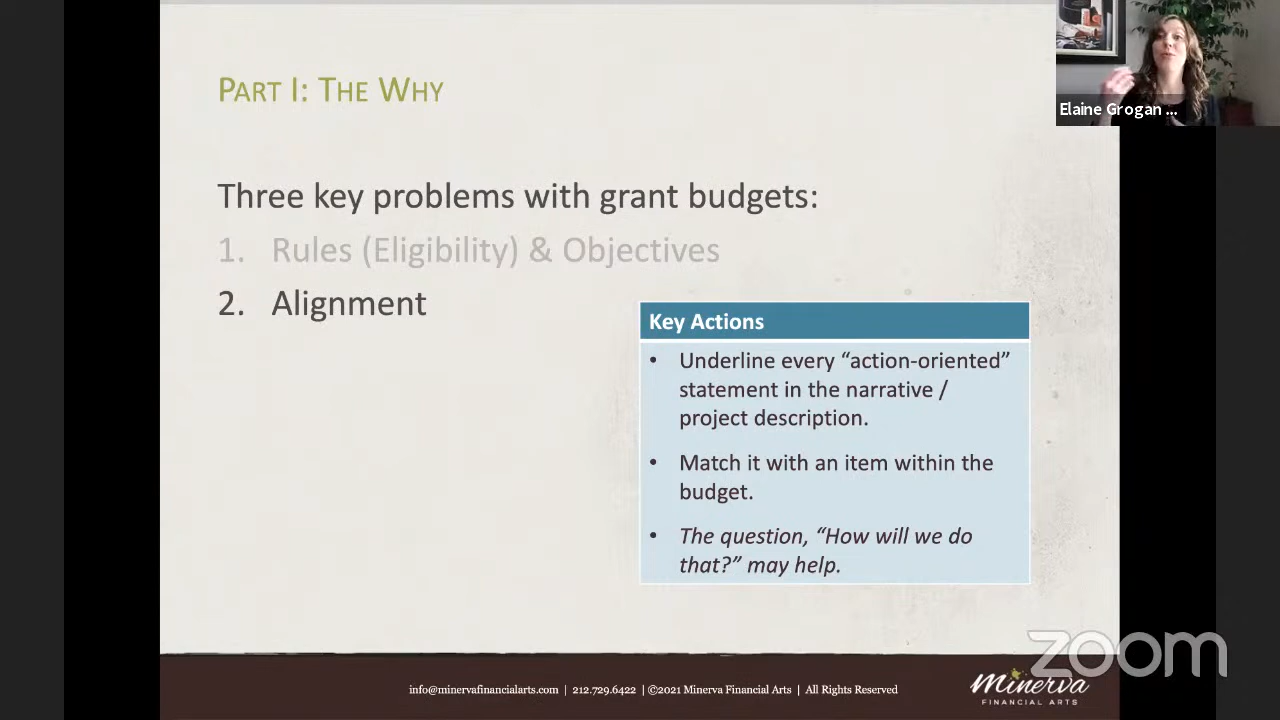 Part I: The Why
Elaine Grogan ...
Three key problems with grant budgets:
1. Rules (Eligibility) & Objectives
2. Alignment
Key Actions
• Underline every “action-oriented”
statement in the narrative /
project description.
• Match it with an item within the
budget.
• The question, “How will we do
that?” may help.
zoom
info@minervafinancialarts.com | 212.729.6422 | ©2021 Minerva Financial Arts | All Rights Reserved
Minerva
FINANCIAL ARTS